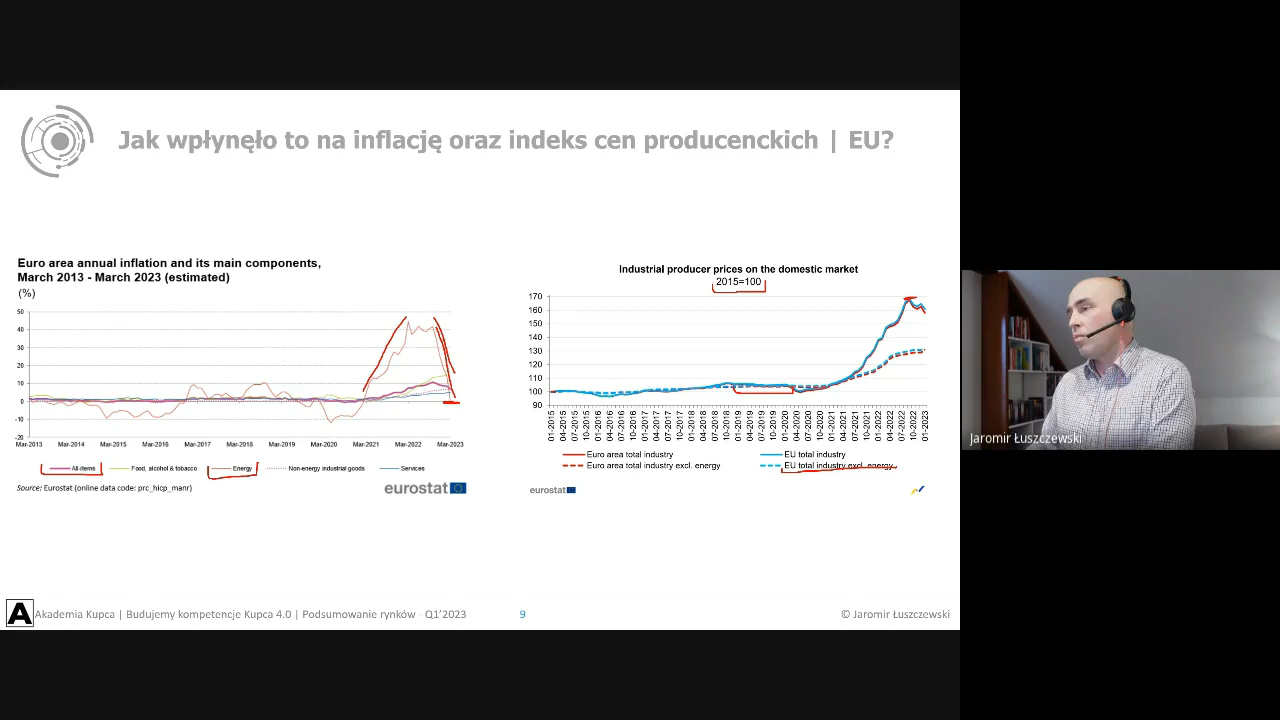 Jak wpłynęło to na inflację oraz indeks cen producenckich | EU?
Euro area annual inflation and its main components,
March 2013 - March 2023 (estimated)
(%)
50
40
30
20
10
0
-10
-20
Mar-2013 Mar-2014 Mar-2015 Mar-2016 Mar-2017 Mar-2018 Mar-2019 Mar-2020 Mar-2021 Mar-2022 Mar-2023
All-items Food, alcohol & tobacco Energy Non-energy industrial goods Services
Source: Eurostat (online data code: prc_hicp_manr)
eurostat
Industrial producer prices on the domestic market
2015=100
170
160
150
140
130
120
110
100
90
01-2015 04-2015 07-2015 10-2015 01-2016 04-2016 07-2016 10-2016 01-2017 04-2017 07-2017 10-2017 01-2018 04-2018 07-2018 10-2018 01-2019 04-2019 07-2019 10-2019 01-2020 04-2020 07-2020 10-2020 01-2021 04-2021 07-2021 10-2021 01-2022 04-2022 07-2022 10-2022 01-2023
Euro area total industry EU total industry
Euro area total industry excl. energy EU total industry excl. energy
eurostat
Jaromir Łuszczewski
A Akademia Kupca | Budujemy kompetencje Kupca 4.0 | Podsumowanie rynków - Q1'2023 9 © Jaromir Łuszczewski